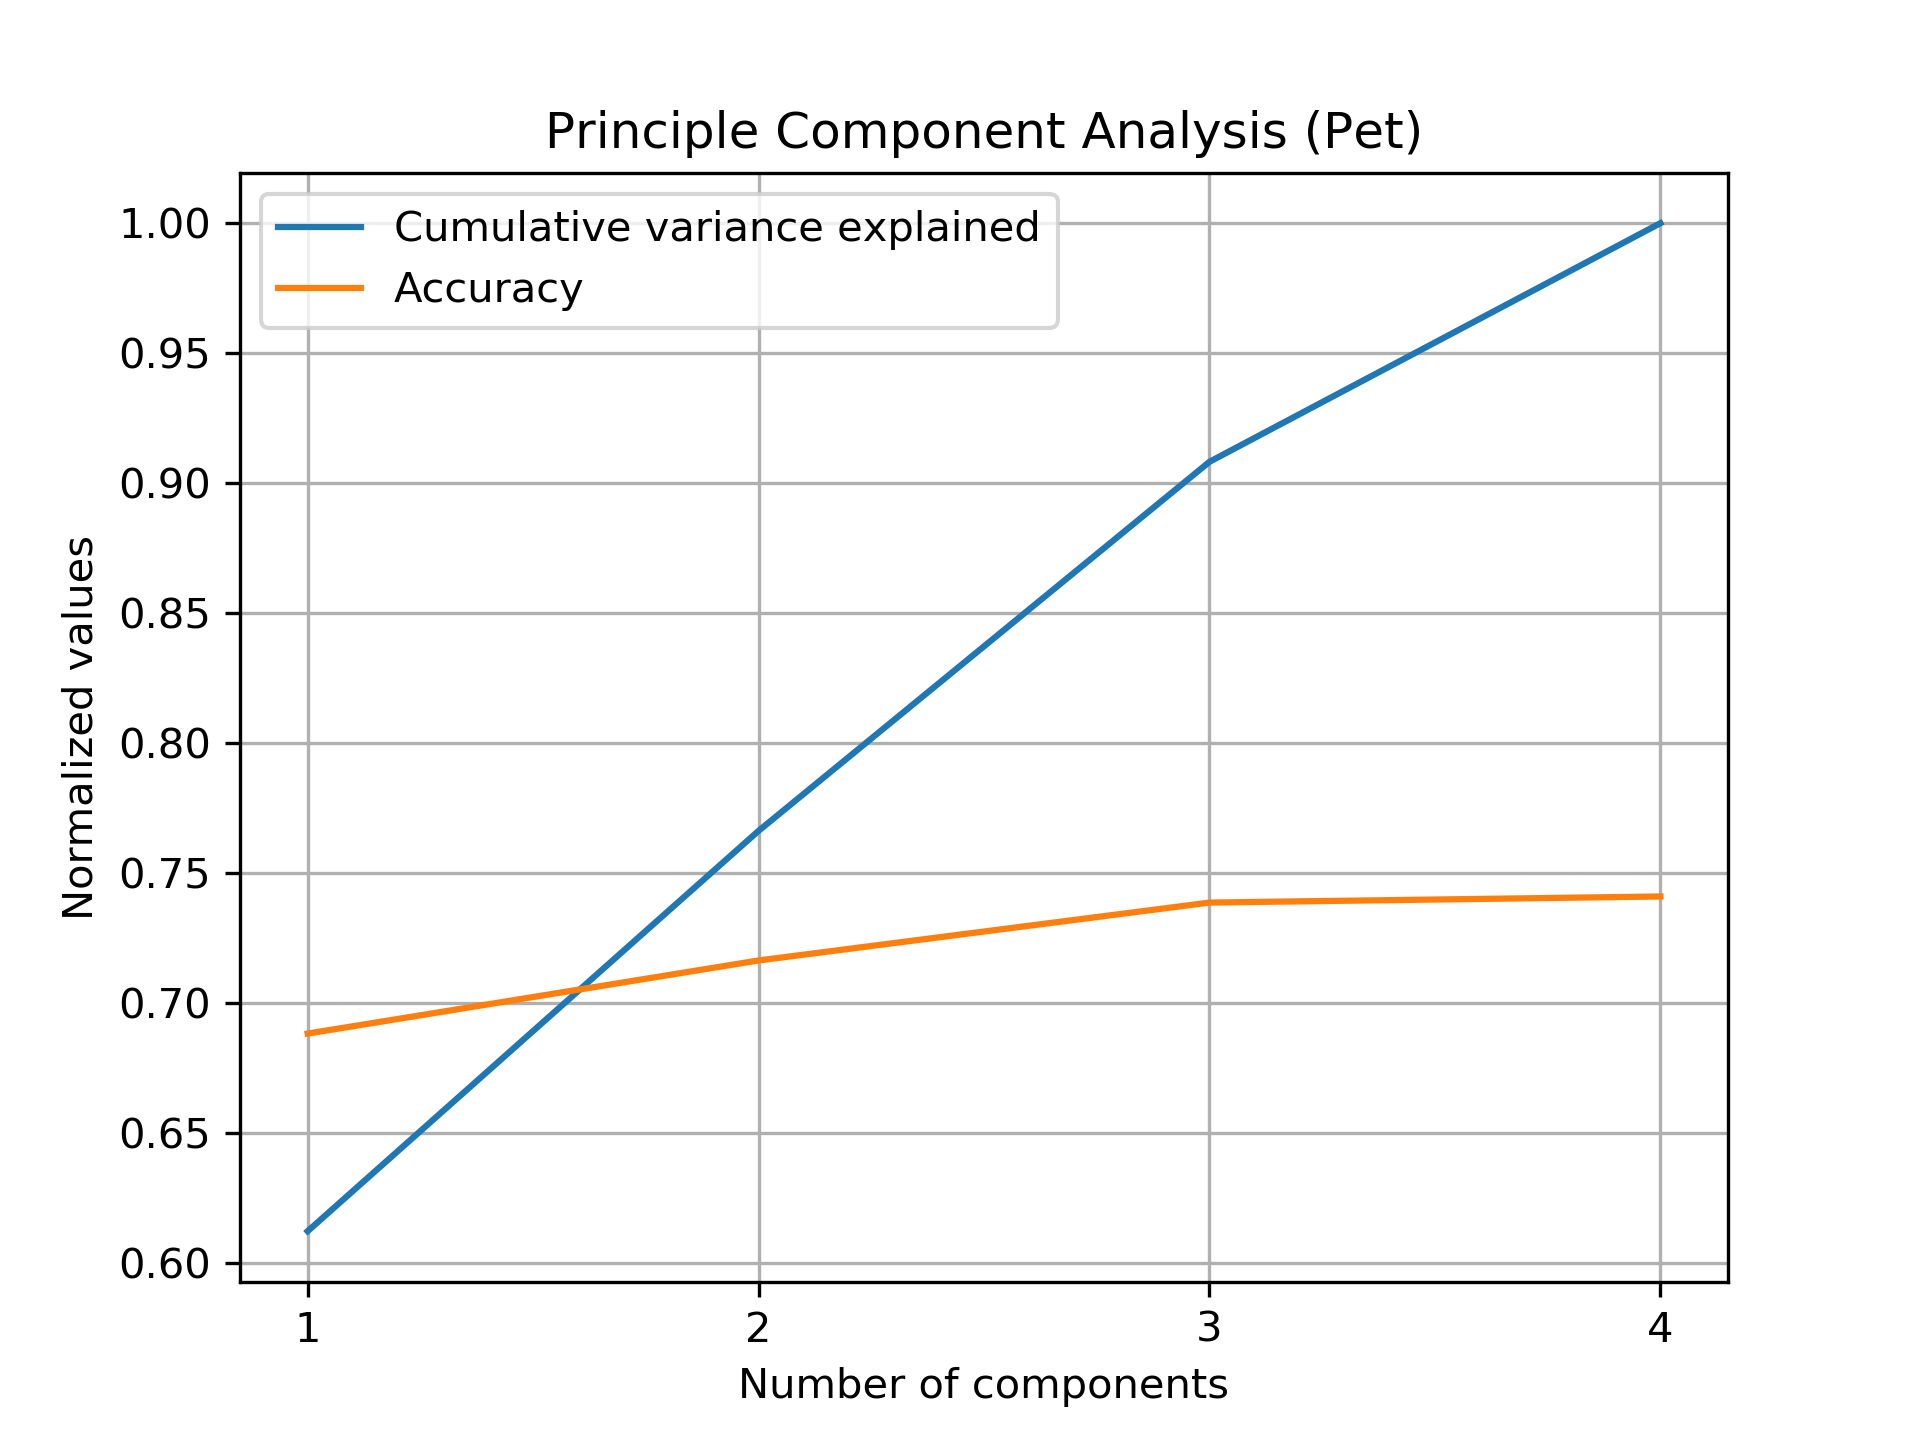 Principle Component Analysis (Pet)
Cumulative variance explained
Accuracy
1.00
0.95
0.90
0.85
0.80
0.75
0.70
0.65
0.60
Normalized values
1 2 3 4
Number of components